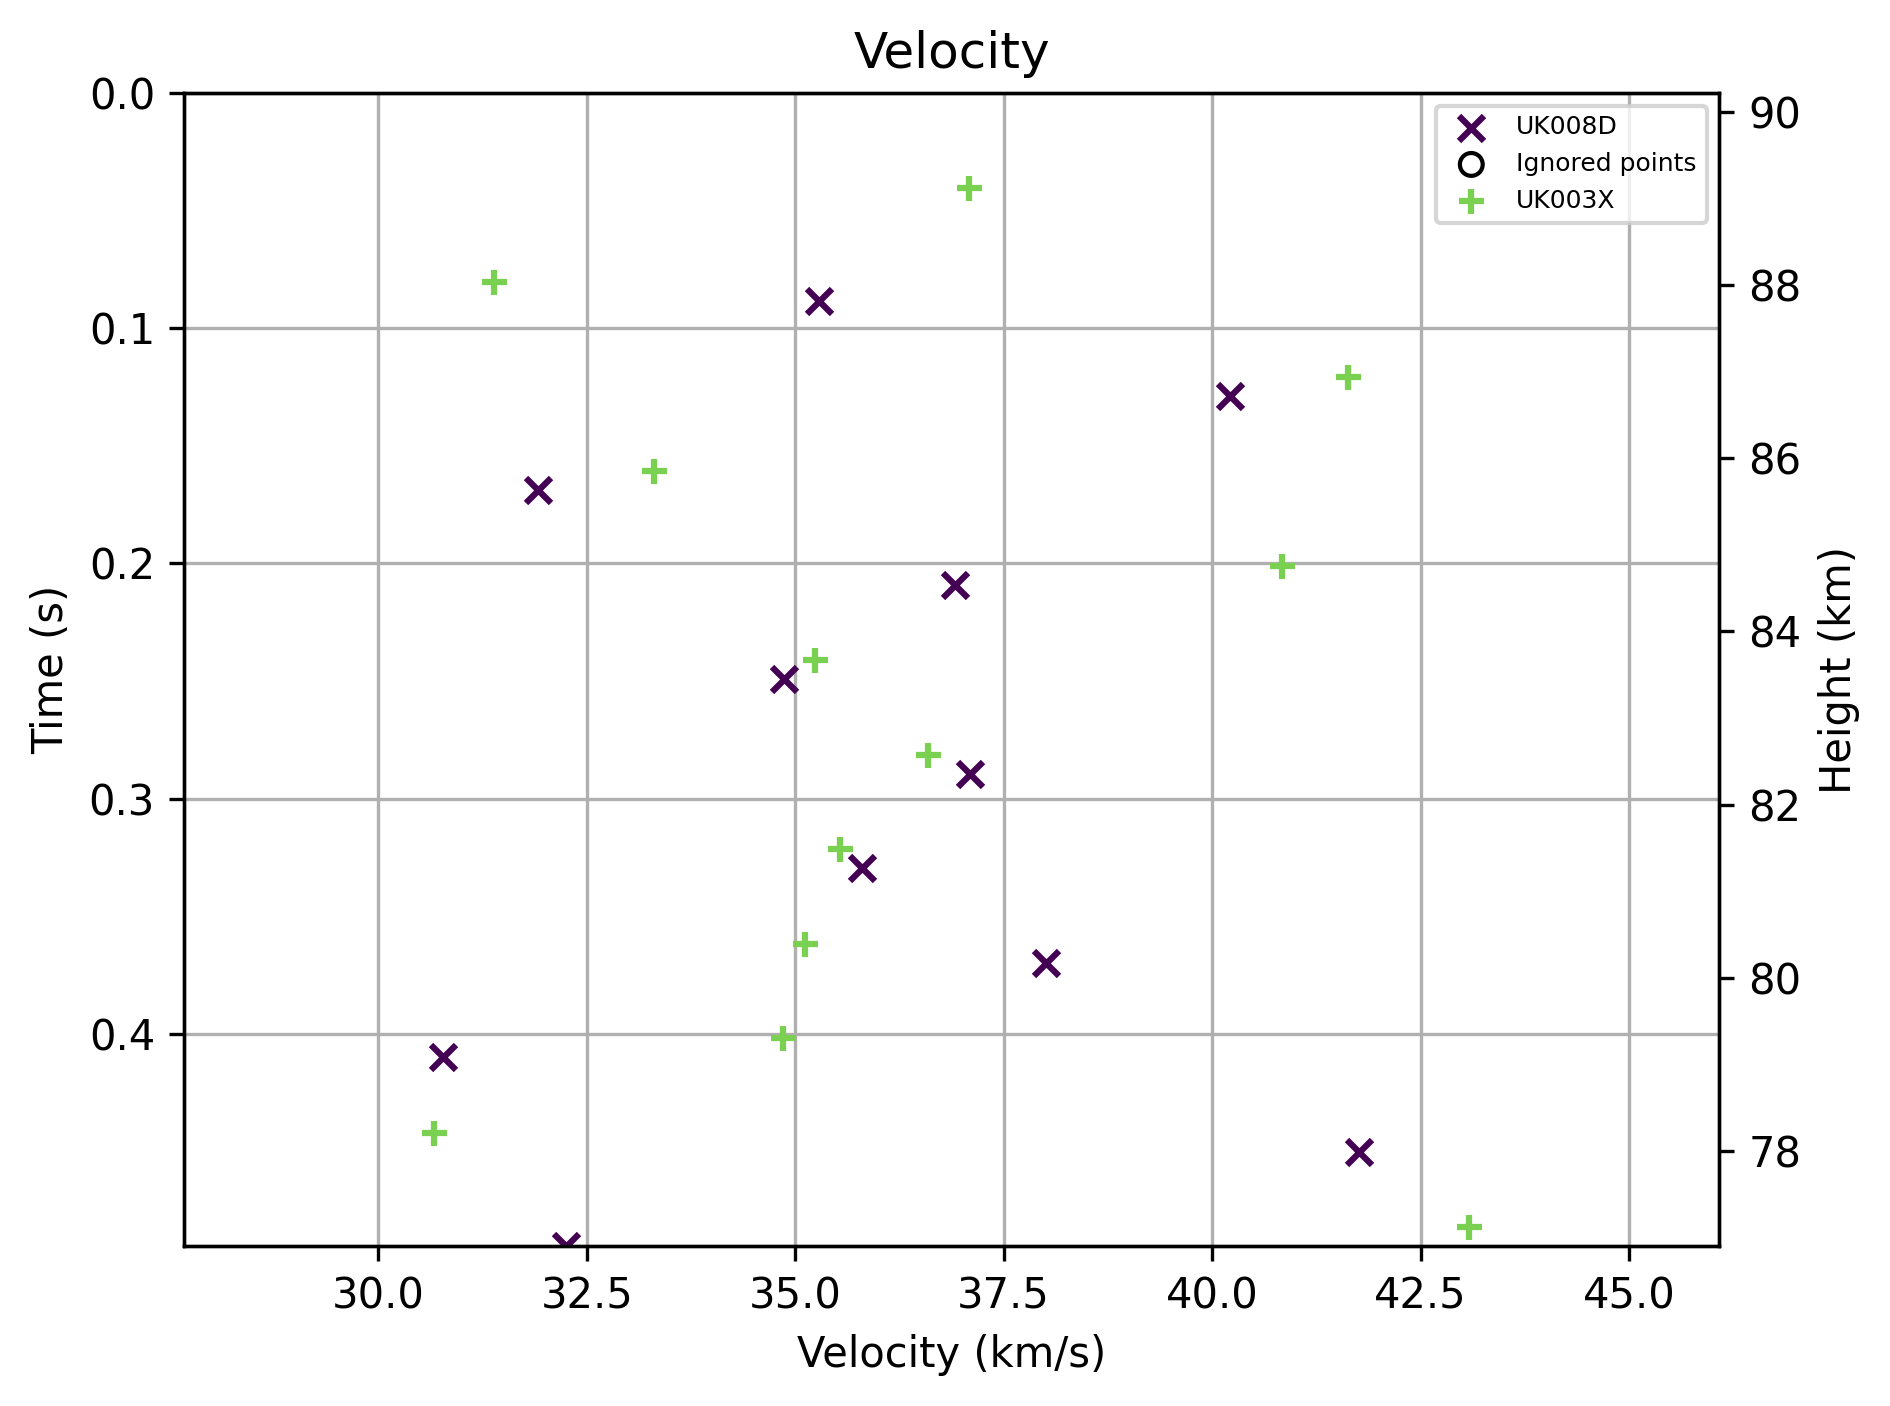 Velocity
0.0
0.1
0.2
0.3
0.4
Time (s)
90
88
86
84
82
80
78
Height (km)
UK008D
Ignored points
UK003X
30.0 32.5 35.0 37.5 40.0 42.5 45.0
Velocity (km/s)